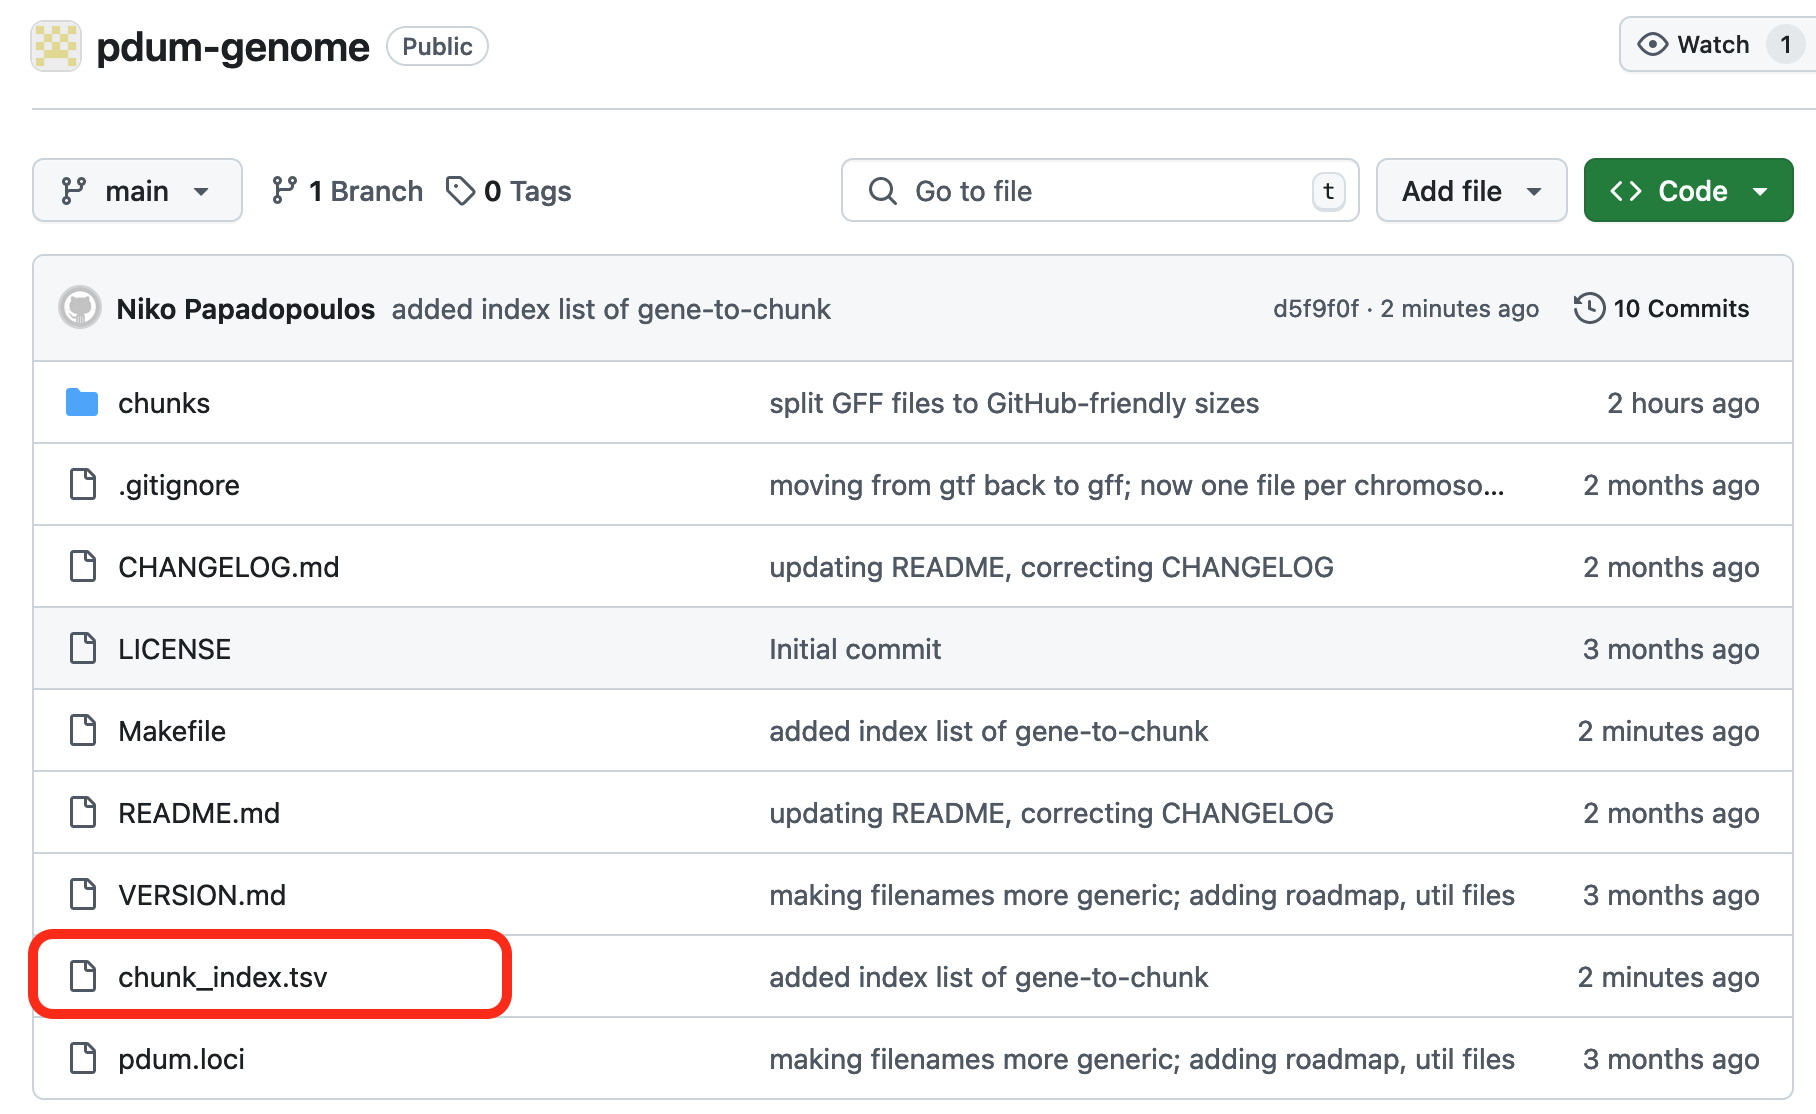 pdum-genome Public Watch 1
main 1 Branch 0 Tags Go to file t Add file Code
Niko Papadopoulos added index list of gene-to-chunk d5f9f0f · 2 minutes ago 10 Commits
chunks split GFF files to GitHub-friendly sizes 2 hours ago
.gitignore moving from gtf back to gff; now one file per chromoso... 2 months ago
CHANGELOG.md updating README, correcting CHANGELOG 2 months ago
LICENSE Initial commit 3 months ago
Makefile added index list of gene-to-chunk 2 minutes ago
README.md updating README, correcting CHANGELOG 2 months ago
VERSION.md making filenames more generic; adding roadmap, util files 3 months ago
chunk_index.tsv added index list of gene-to-chunk 2 minutes ago
pdum.loci making filenames more generic; adding roadmap, util files 3 months ago